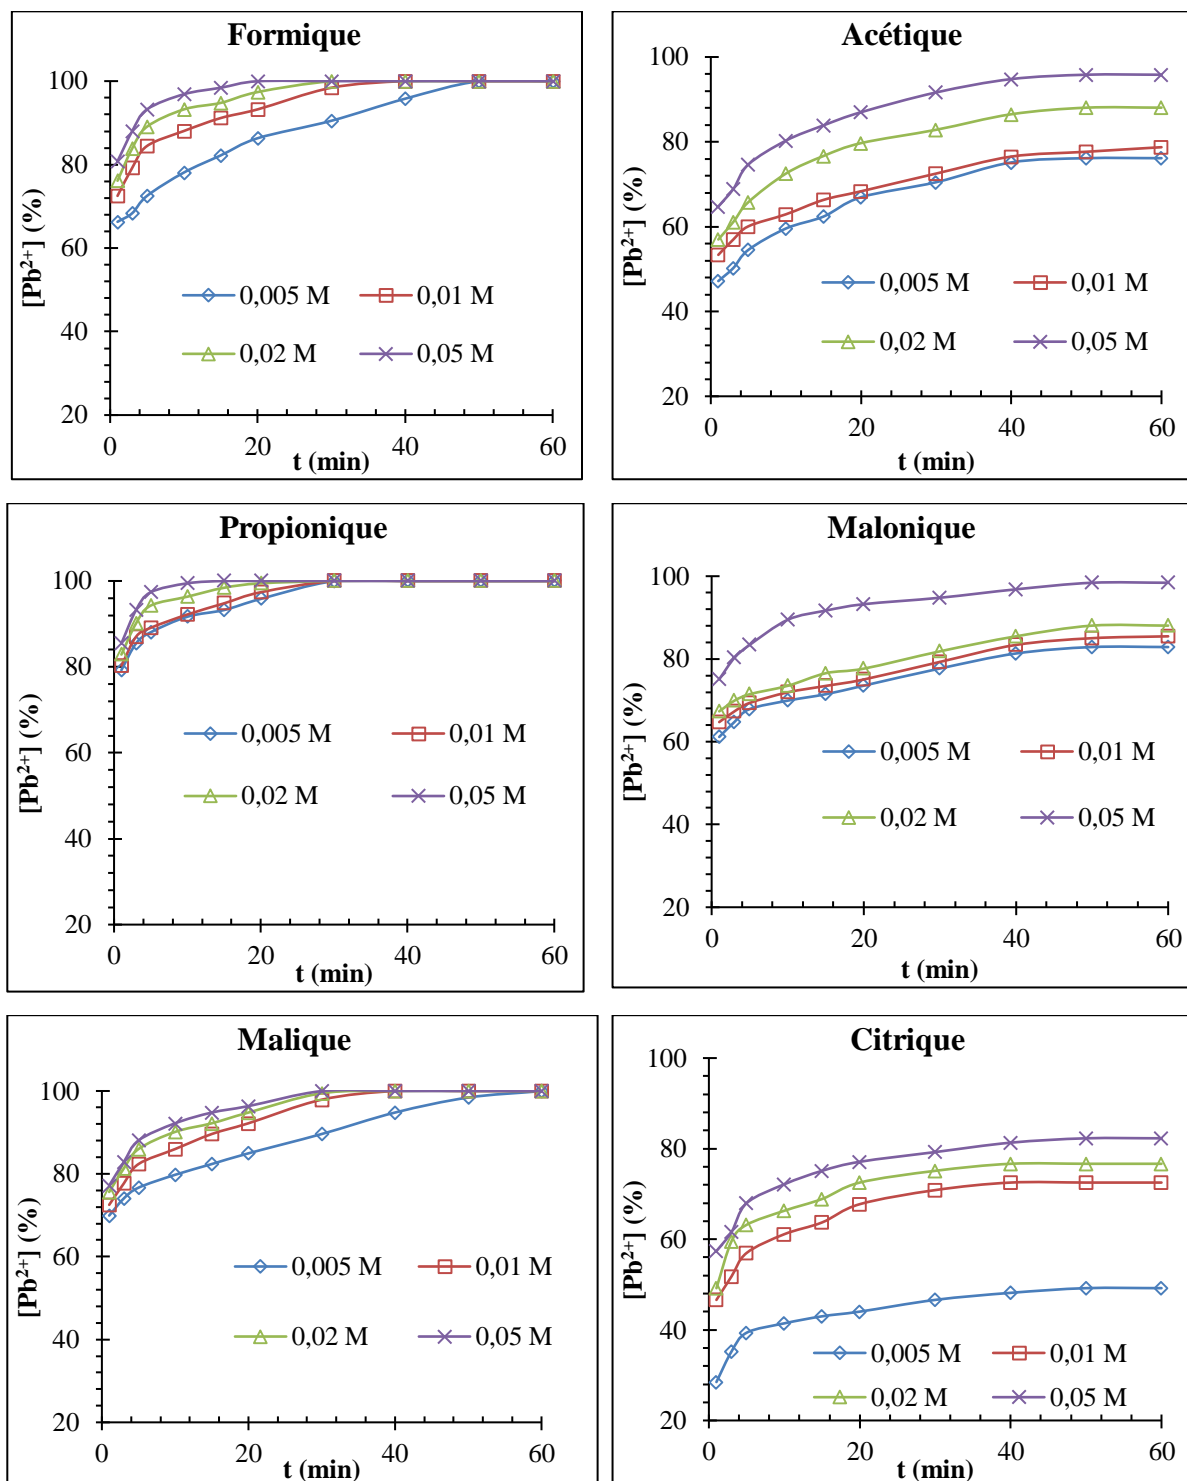 Formique
[Pb²⁺] (%)
100
80
60
40
20
0 20 40 60
t (min)
0,005 M 0,01 M
0,02 M 0,05 M
Acétique
[Pb²⁺] (%)
100
80
60
40
20
0 20 40 60
t (min)
0,005 M 0,01 M
0,02 M 0,05 M
Propionique
[Pb²⁺] (%)
100
80
60
40
20
0 20 40 60
t (min)
0,005 M 0,01 M
0,02 M 0,05 M
Malonique
[Pb²⁺] (%)
100
80
60
40
20
0 20 40 60
t (min)
0,005 M 0,01 M
0,02 M 0,05 M
Malique
[Pb²⁺] (%)
100
80
60
40
20
0 20 40 60
t (min)
0,005 M 0,01 M
0,02 M 0,05 M
Citrique
[Pb²⁺] (%)
100
80
60
40
20
0 20 40 60
t (min)
0,005 M 0,01 M
0,02 M 0,05 M